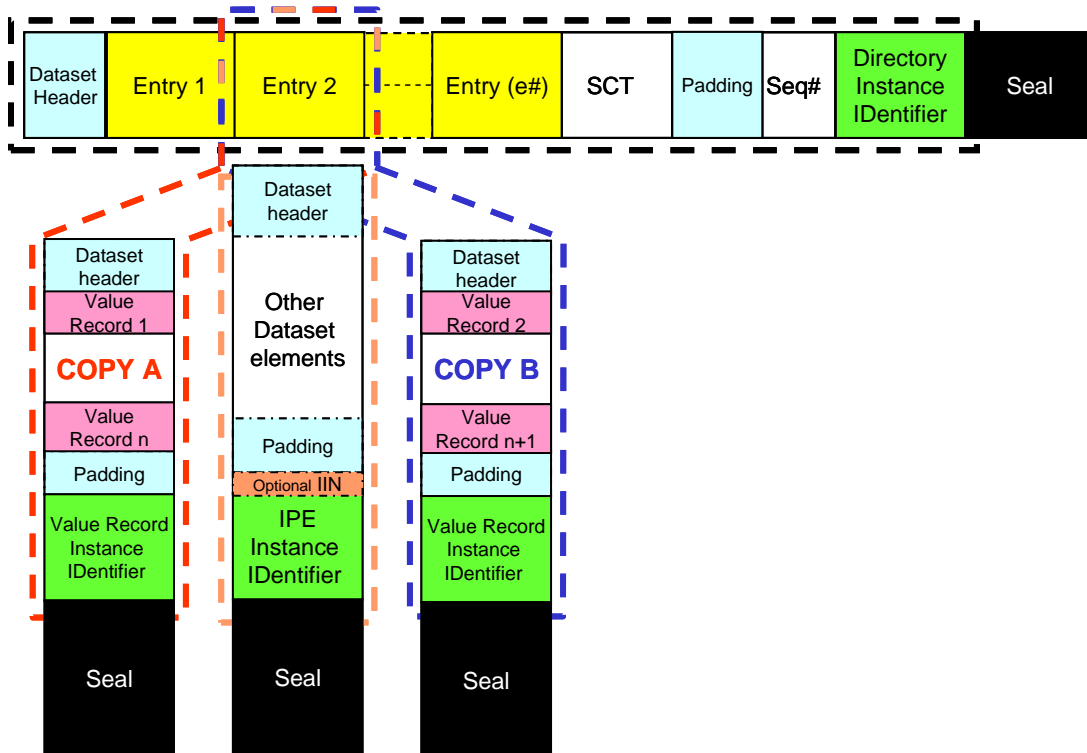 Dataset
Header
Entry 1
Entry 2
Entry (e#)
SCT
Padding
Seq#
Directory
Instance
IDentifier
Seal
Dataset
header
Value
Record 1
COPY A
Value
Record n
Padding
Value Record
Instance
IDentifier
Seal
Dataset
header
Other
Dataset
elements
Padding
Optional IIN
IPE
Instance
IDentifier
Seal
Dataset
header
Value
Record 2
COPY B
Value
Record n+1
Padding
Value Record
Instance
IDentifier
Seal